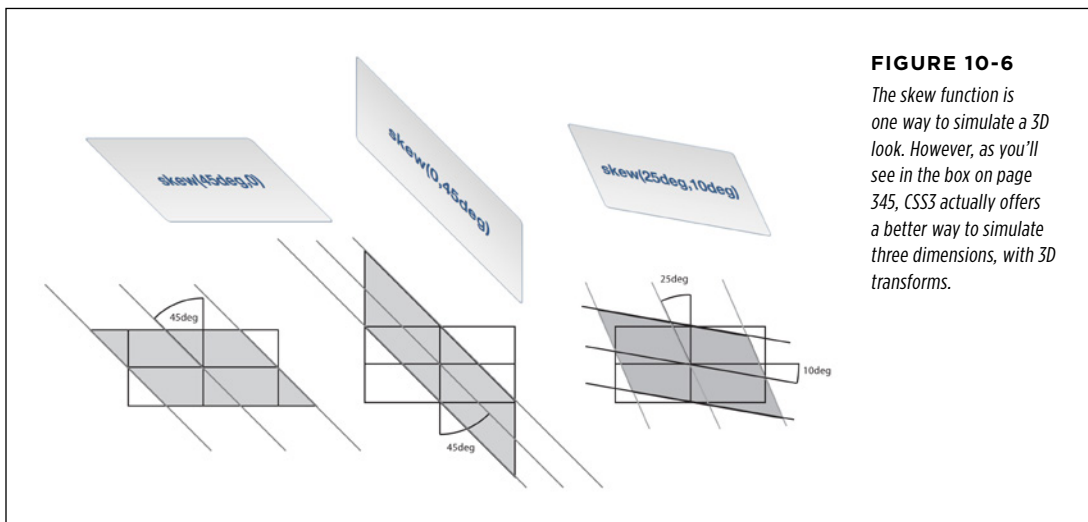 skew(45deg,0)
skew(0,45deg)
skew(25deg,10deg)
45deg
45deg
25deg
10deg
FIGURE 10-6
The skew function is
one way to simulate a 3D
look. However, as you'll
see in the box on page
345, CSS3 actually offers
a better way to simulate
three dimensions, with 3D
transforms.